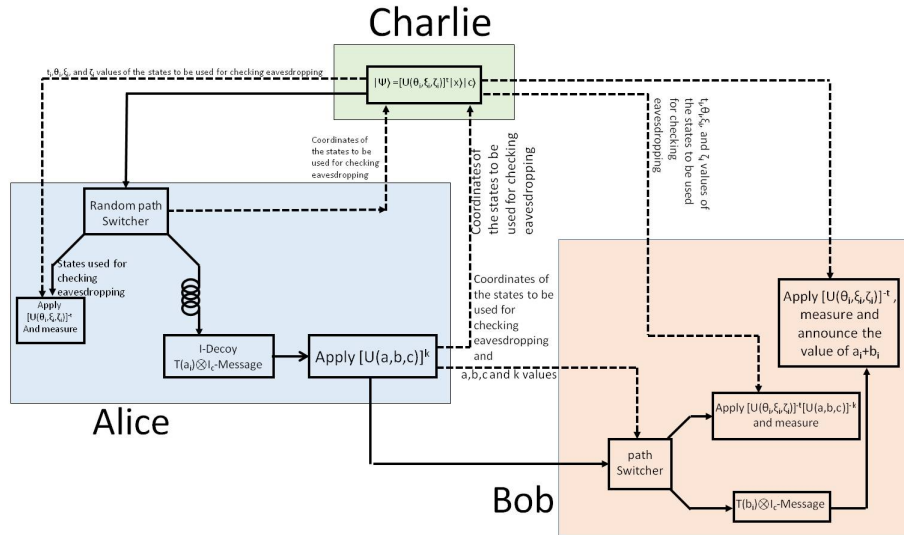 Charlie
|Ψ⟩ =[U(θᵢ,ξᵢ,ζᵢ)]ᵗ|x⟩|c⟩
tᵢ,θᵢ,ξᵢ, and ζᵢ values of the states to be used for checking eavesdropping
Coordinates of
the states to be
used for checking
eavesdropping
Coordinates of
the states to be
used for checking
eavesdropping
tᵢ,θᵢ,ξᵢ, and ζᵢ values of
the states to be used
for checking
eavesdropping
Random path
Switcher
States used for
checking
eavesdropping
Apply
[U(θᵢ,ξᵢ,ζᵢ)]⁻ᵗ
And measure
I-Decoy
T(aᵢ)⊗I꜀-Message
Apply [U(a,b,c)]ᵏ
Coordinates of
the states to be
used for
checking
eavesdropping
and
a,b,c and k values
Alice
Apply [U(θᵢ,ξᵢ,ζᵢ)]⁻ᵗ ,
measure and
announce the
value of aᵢ+bᵢ
Apply [U(θᵢ,ξᵢ,ζᵢ)]⁻ᵗ[U(a,b,c)]⁻ᵏ
and measure
path
Switcher
T(bᵢ)⊗I꜀-Message
Bob